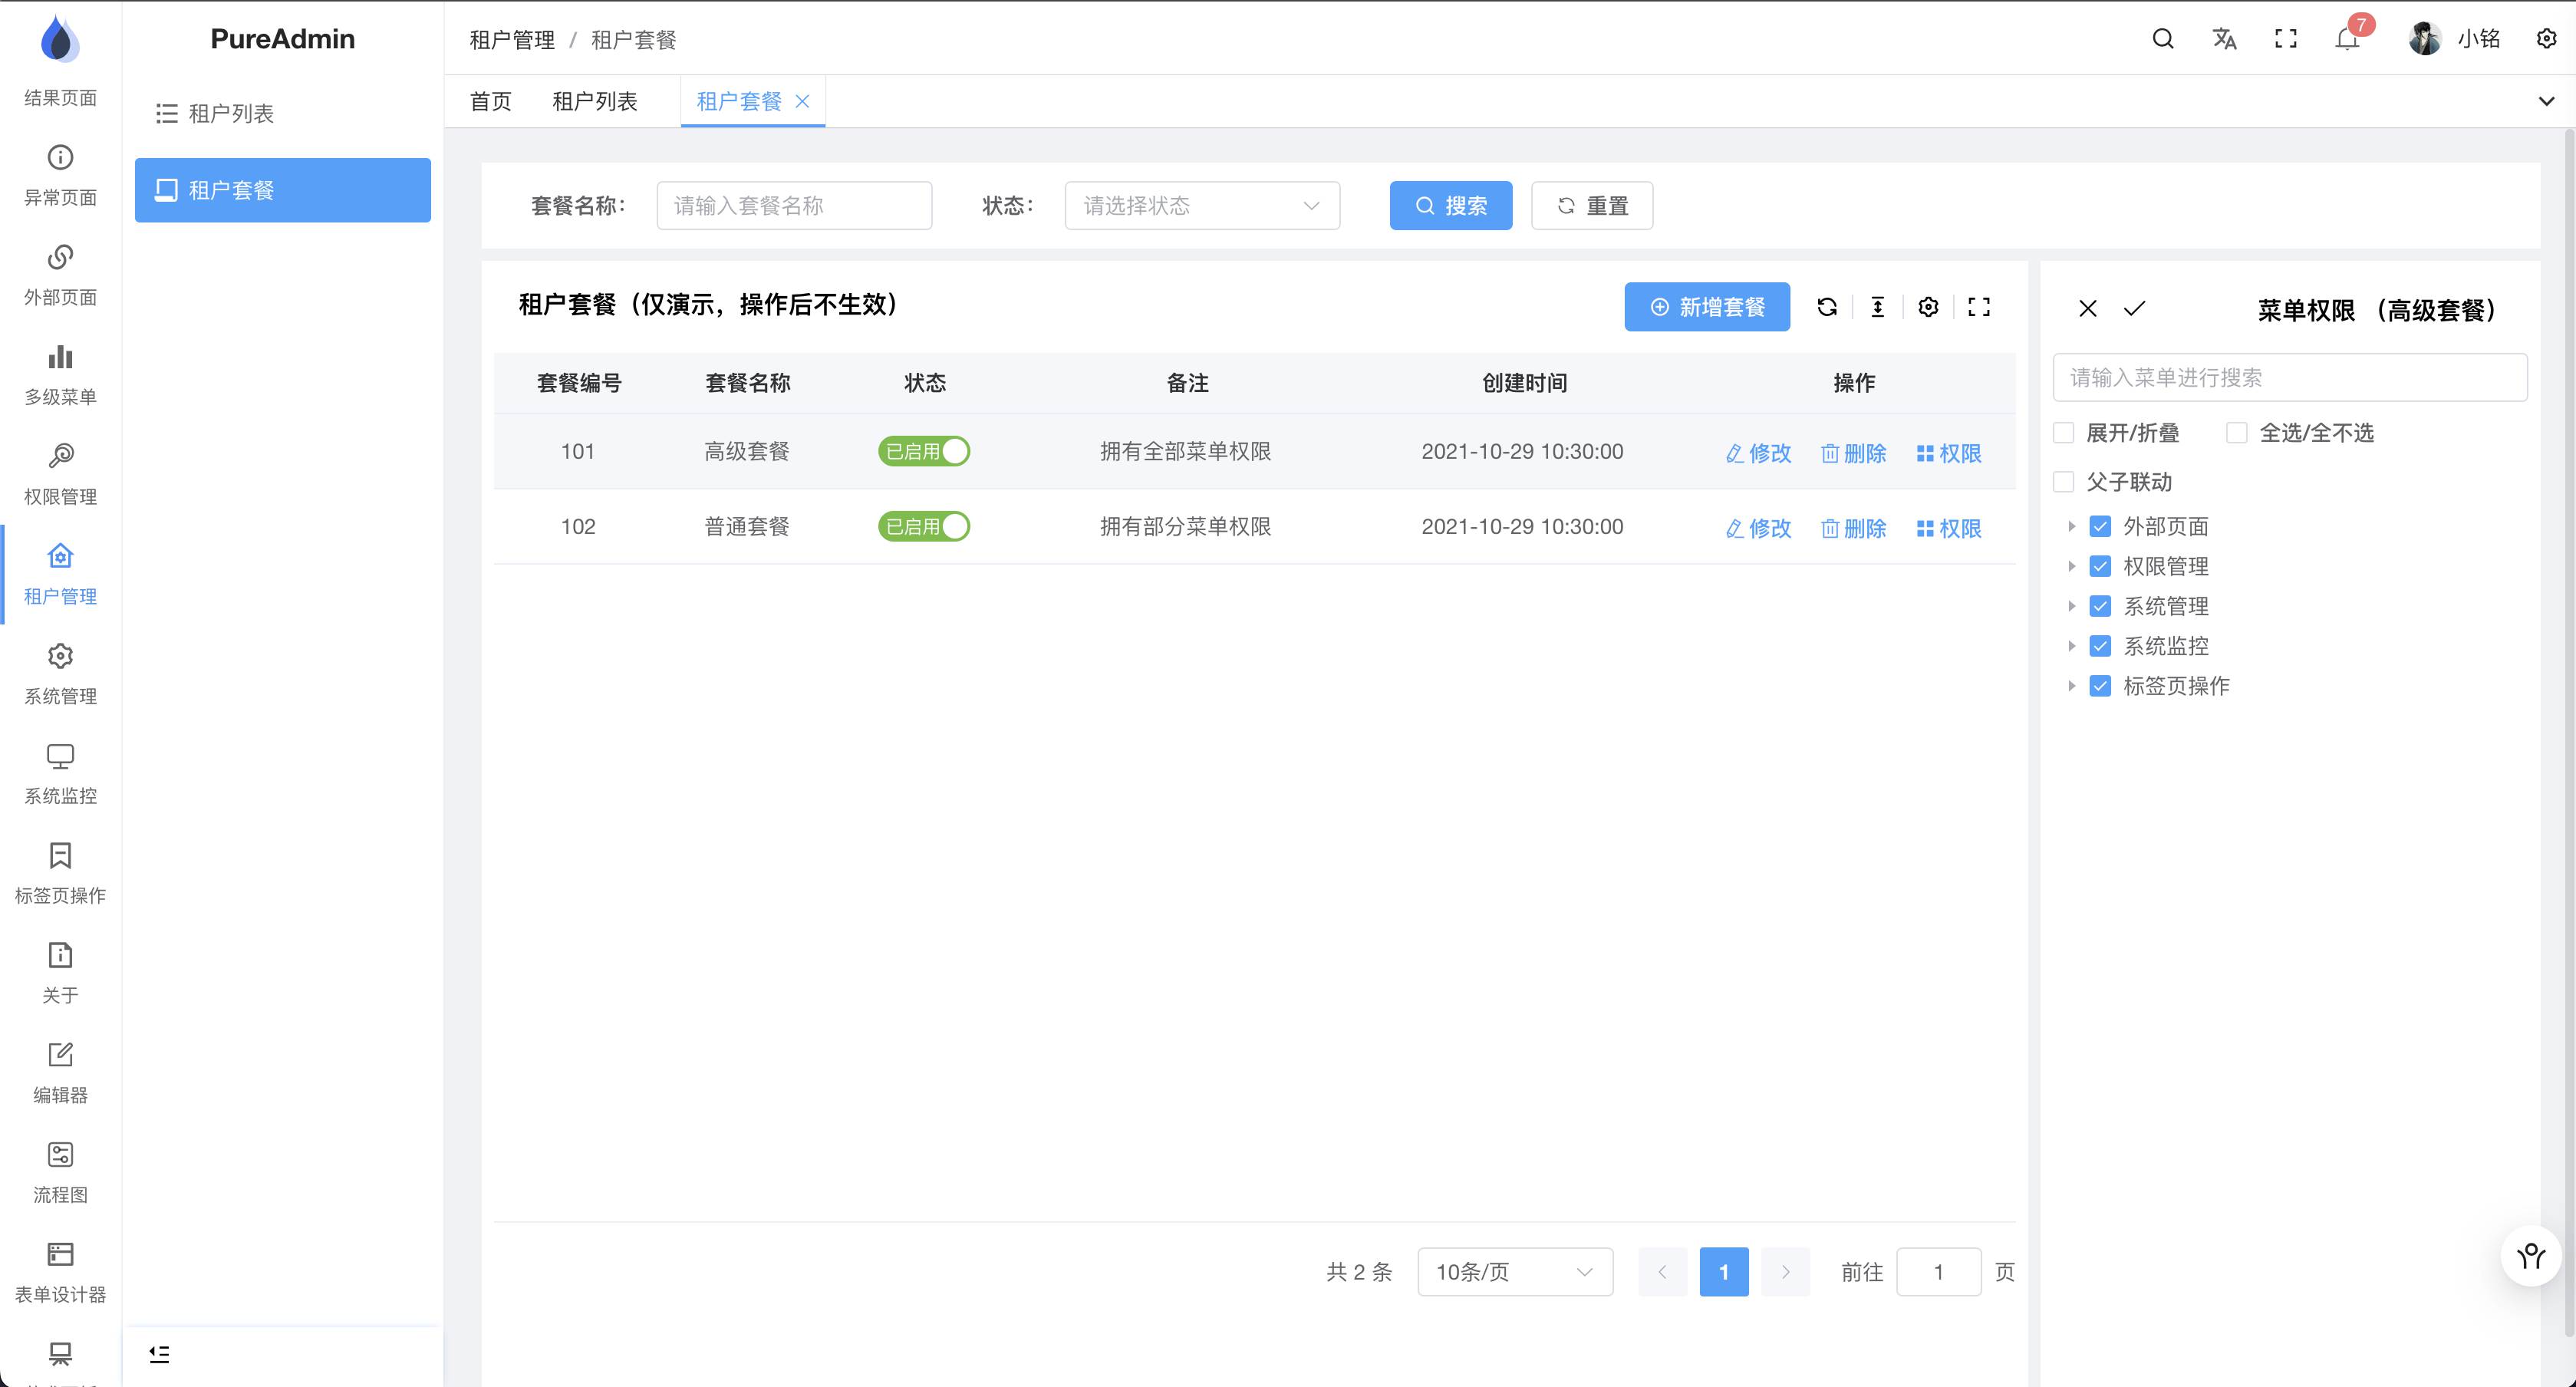 结果页面
异常页面
外部页面
多级菜单
权限管理
租户管理
系统管理
系统监控
标签页操作
关于
编辑器
流程图
表单设计器
PureAdmin
租户列表
租户套餐
租户管理 / 租户套餐
7
小铭
首页 租户列表 租户套餐
套餐名称： 请输入套餐名称 状态： 请选择状态 搜索 重置
租户套餐（仅演示，操作后不生效）
新增套餐
套餐编号 套餐名称 状态 备注 创建时间 操作
101 高级套餐 已启用 拥有全部菜单权限 2021-10-29 10:30:00 修改 删除 权限
102 普通套餐 已启用 拥有部分菜单权限 2021-10-29 10:30:00 修改 删除 权限
共 2 条 10条/页 1 前往 1 页
菜单权限 （高级套餐）
请输入菜单进行搜索
展开/折叠 全选/全不选
父子联动
外部页面
权限管理
系统管理
系统监控
标签页操作